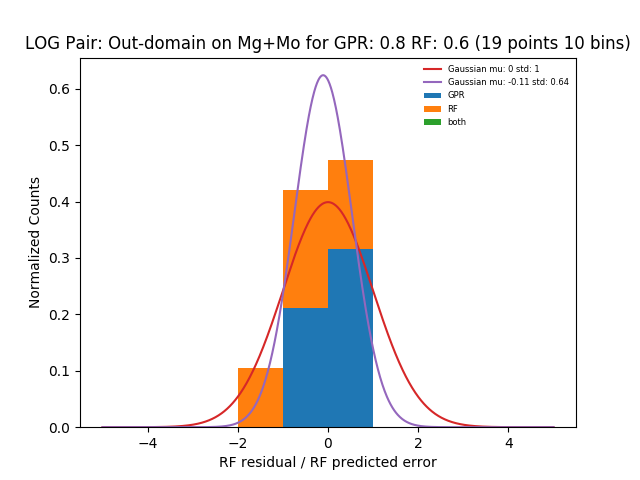 LOG Pair: Out-domain on Mg+Mo for GPR: 0.8 RF: 0.6 (19 points 10 bins)
Gaussian mu: 0 std: 1
Gaussian mu: -0.11 std: 0.64
GPR
RF
both
Normalized Counts
0.6
0.5
0.4
0.3
0.2
0.1
0.0
−4 −2 0 2 4
RF residual / RF predicted error